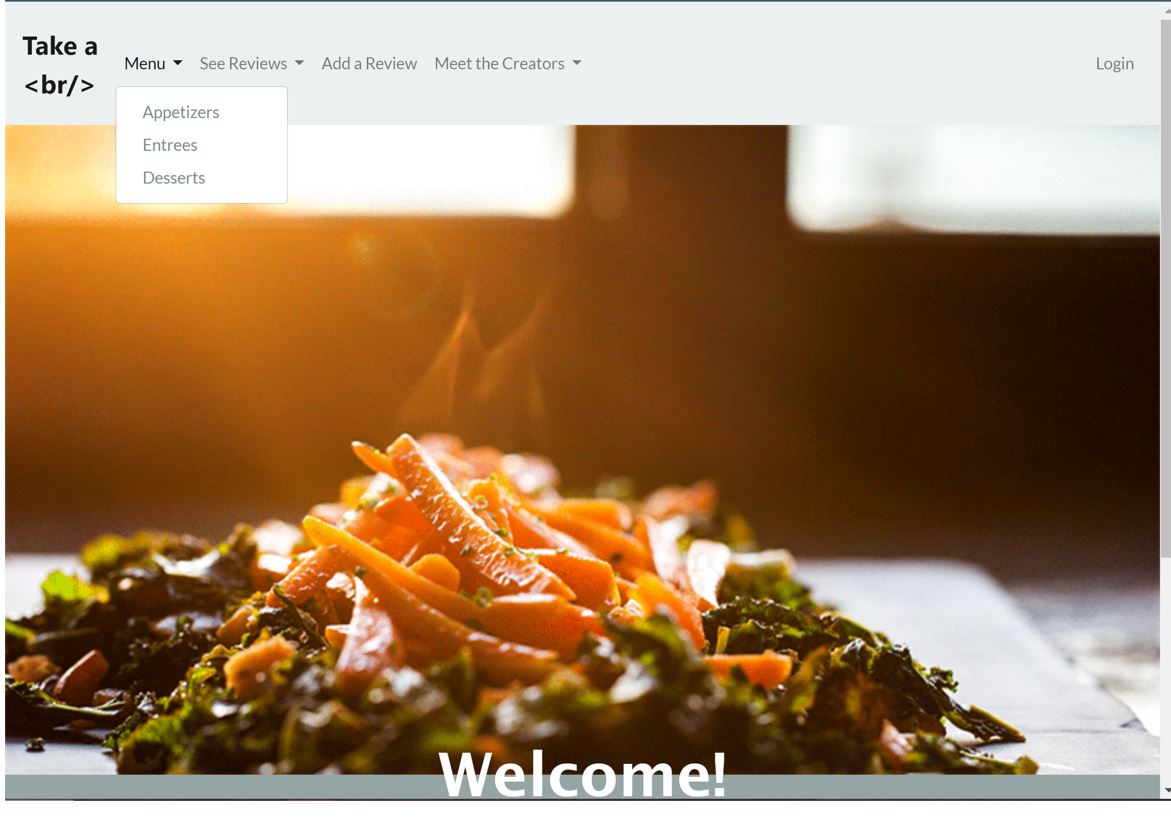 Take a
<br/>
Menu See Reviews Add a Review Meet the Creators Login
Appetizers
Entrees
Desserts
Welcome!